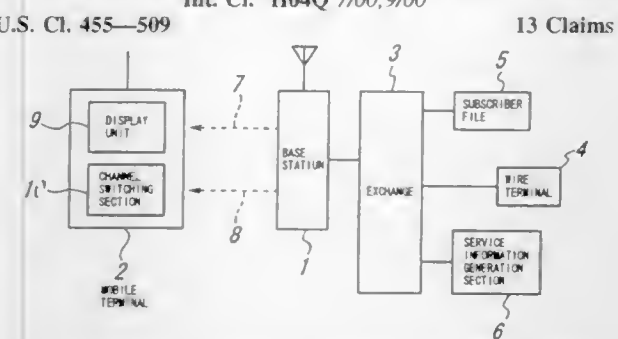 Int. Cl.⁶ H04Q 7/00, 9/00
U.S. Cl. 455—509 13 Claims
7
3
5
9
DISPLAY UNIT
BASE STATION
EXCHANGE
SUBSCRIBER FILE
4
10
CHANNEL SWITCHING SECTION
WIRE TERMINAL
8
2
MOBILE TERMINAL
1
SERVICE INFORMATION GENERATION SECTION
6